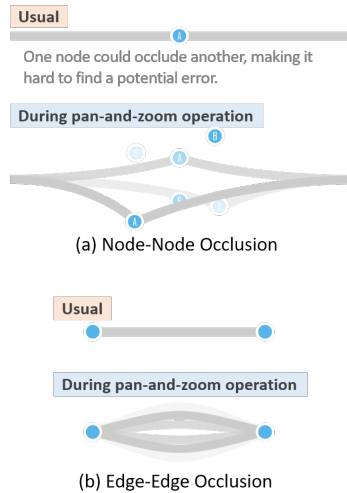 Usual
A
One node could occlude another, making it
hard to find a potential error.
During pan-and-zoom operation
B
B
A
B
B
A
(a) Node-Node Occlusion
Usual
During pan-and-zoom operation
(b) Edge-Edge Occlusion